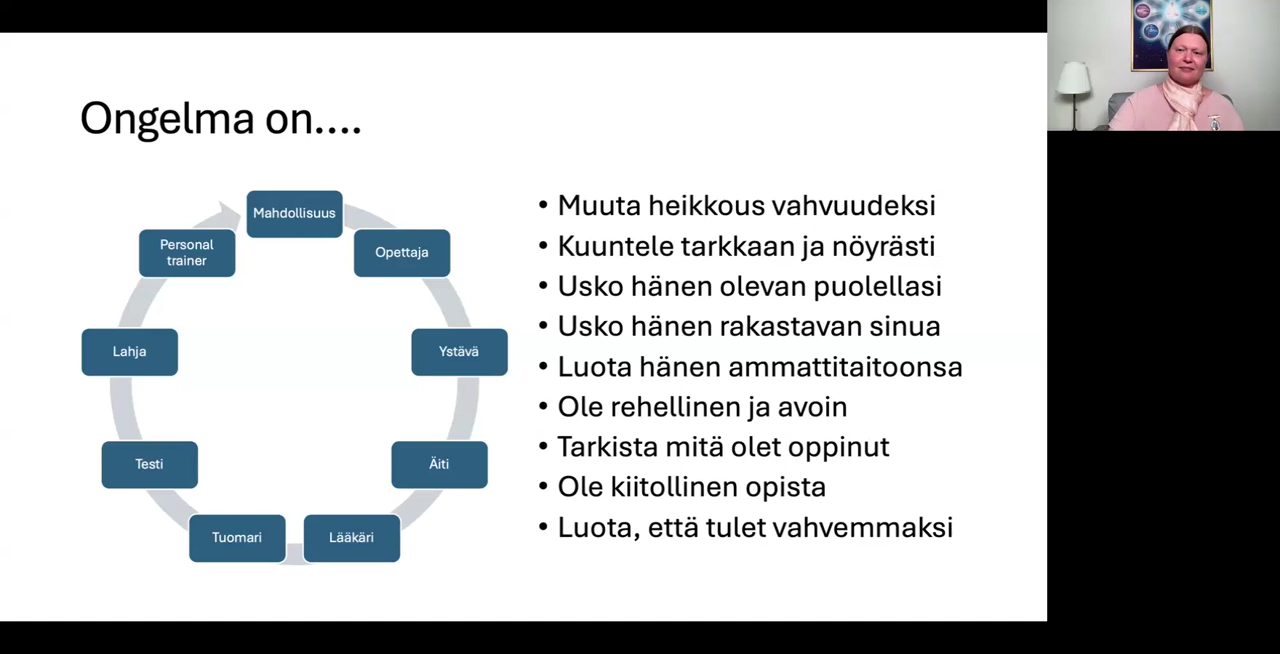 Ongelma on....
Mahdollisuus
Opettaja
Ystävä
Äiti
Lääkäri
Tuomari
Testi
Lahja
Personal
trainer
• Muuta heikkous vahvuudeksi
• Kuuntele tarkkaan ja nöyrästi
• Usko hänen olevan puolellasi
• Usko hänen rakastavan sinua
• Luota hänen ammattitaitoonsa
• Ole rehellinen ja avoin
• Tarkista mitä olet oppinut
• Ole kiitollinen opista
• Luota, että tulet vahvemmaksi